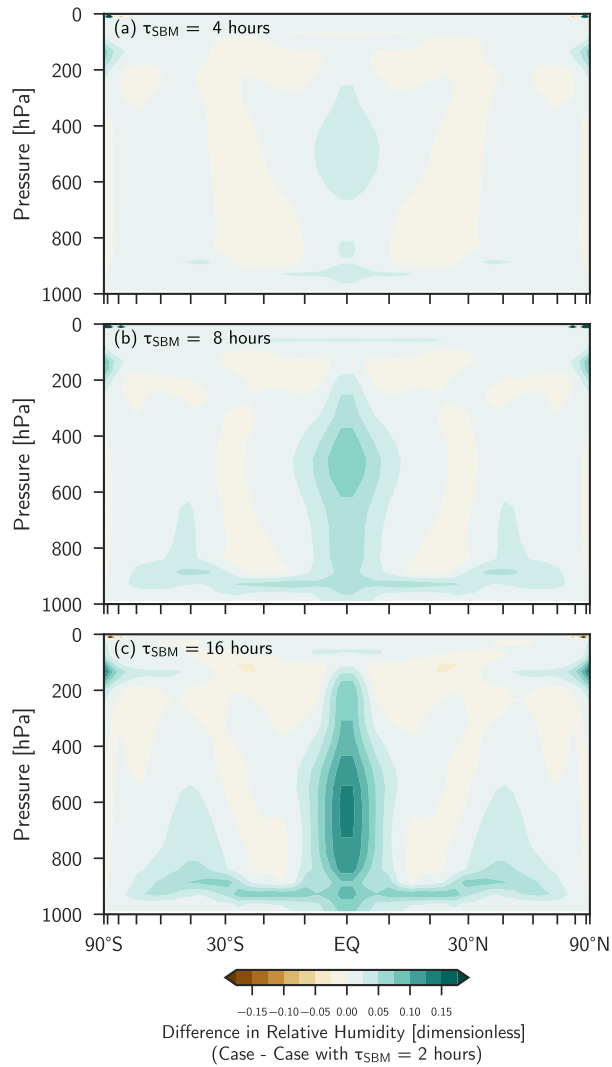 0
(a) τSBM = 4 hours
200
400
Pressure [hPa]
600
800
1000
0
(b) τSBM = 8 hours
200
400
Pressure [hPa]
600
800
1000
0
(c) τSBM = 16 hours
200
400
Pressure [hPa]
600
800
1000
90°S 30°S EQ 30°N 90°N
−0.15 −0.10 −0.05 0.00 0.05 0.10 0.15
Difference in Relative Humidity [dimensionless]
(Case - Case with τSBM = 2 hours)